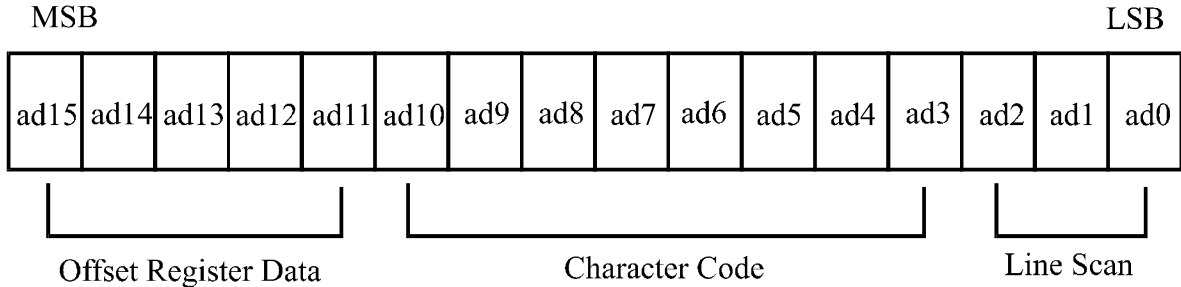 MSB LSB
ad15 ad14 ad13 ad12 ad11 ad10 ad9 ad8 ad7 ad6 ad5 ad4 ad3 ad2 ad1 ad0
Offset Register Data Character Code Line Scan